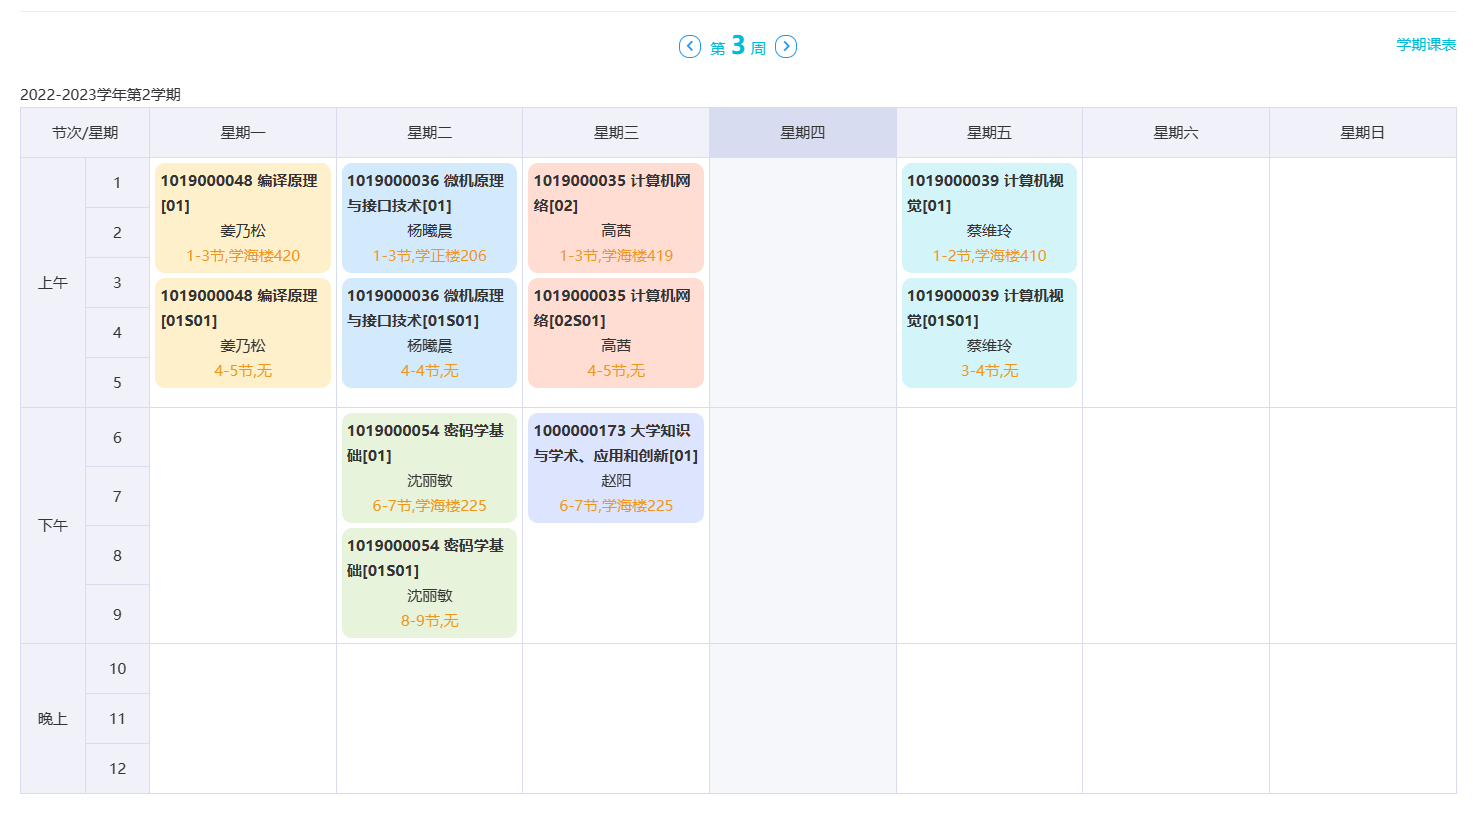 第 3 周
学期课表
2022-2023学年第2学期
节次/星期 星期一 星期二 星期三 星期四 星期五 星期六 星期日
上午
1
2
3
4
5
1019000048 编译原理
[01]
姜乃松
1-3节,学海楼420
1019000048 编译原理
[01S01]
姜乃松
4-5节,无
1019000036 微机原理
与接口技术[01]
杨曦晨
1-3节,学正楼206
1019000036 微机原理
与接口技术[01S01]
杨曦晨
4-4节,无
1019000035 计算机网
络[02]
高茜
1-3节,学海楼419
1019000035 计算机网
络[02S01]
高茜
4-5节,无
1019000039 计算机视
觉[01]
蔡维玲
1-2节,学海楼410
1019000039 计算机视
觉[01S01]
蔡维玲
3-4节,无
下午
6
7
8
9
1019000054 密码学基
础[01]
沈丽敏
6-7节,学海楼225
1019000054 密码学基
础[01S01]
沈丽敏
8-9节,无
1000000173 大学知识
与学术、应用和创新[01]
赵阳
6-7节,学海楼225
晚上
10
11
12